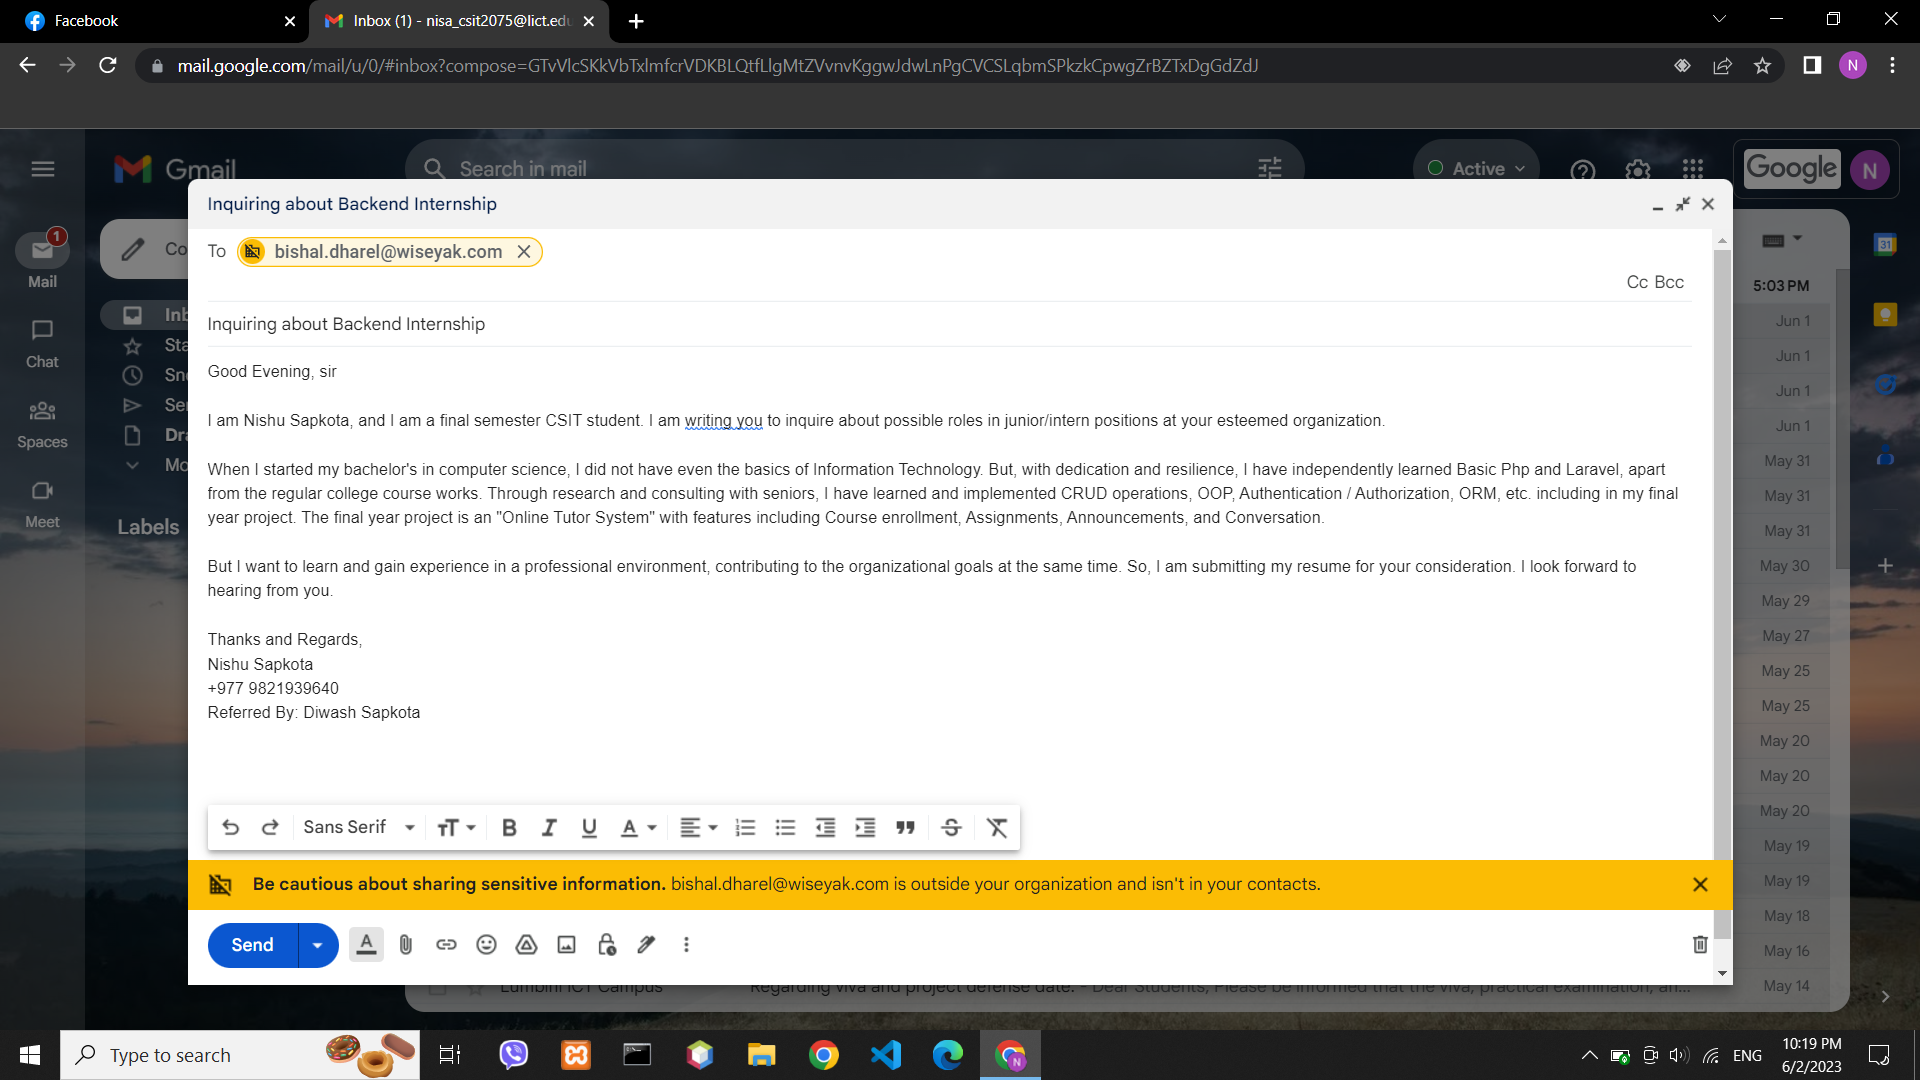 Facebook
Inbox (1) - nisa_csit2075@lict.edu
mail.google.com/mail/u/0/#inbox?compose=GTvVlcSKkVbTxlmfcrVDKBLQtfLlgMtZVvnvKggwJdwLnPgCVCSLqbmSPkzkCpwgZrBZTxDgGdZdJ
N
Gmail
Search in mail
Active
Google
N
Inquiring about Backend Internship
To bishal.dharel@wiseyak.com
Cc Bcc
Inquiring about Backend Internship
Good Evening, sir
I am Nishu Sapkota, and I am a final semester CSIT student. I am writing you to inquire about possible roles in junior/intern positions at your esteemed organization.
When I started my bachelor's in computer science, I did not have even the basics of Information Technology. But, with dedication and resilience, I have independently learned Basic Php and Laravel, apart
from the regular college course works. Through research and consulting with seniors, I have learned and implemented CRUD operations, OOP, Authentication / Authorization, ORM, etc. including in my final
year project. The final year project is an "Online Tutor System" with features including Course enrollment, Assignments, Announcements, and Conversation.
But I want to learn and gain experience in a professional environment, contributing to the organizational goals at the same time. So, I am submitting my resume for your consideration. I look forward to
hearing from you.
Thanks and Regards,
Nishu Sapkota
+977 9821939640
Referred By: Diwash Sapkota
Sans Serif
Be cautious about sharing sensitive information. bishal.dharel@wiseyak.com is outside your organization and isn't in your contacts.
Send
1
Mail
Chat
Spaces
Meet
Co
Inb
Sta
Sno
Sen
Dra
Mo
Labels
5:03 PM
Jun 1
Jun 1
Jun 1
Jun 1
May 31
May 31
May 31
May 30
May 29
May 27
May 25
May 25
May 20
May 20
May 20
May 19
May 19
May 18
May 16
May 14
31
Lumbini ICT Campus Regarding viva and project defense date. - Dear Students, Please be informed that the viva, practical examination, an...
Type to search
N
ENG
10:19 PM
6/2/2023